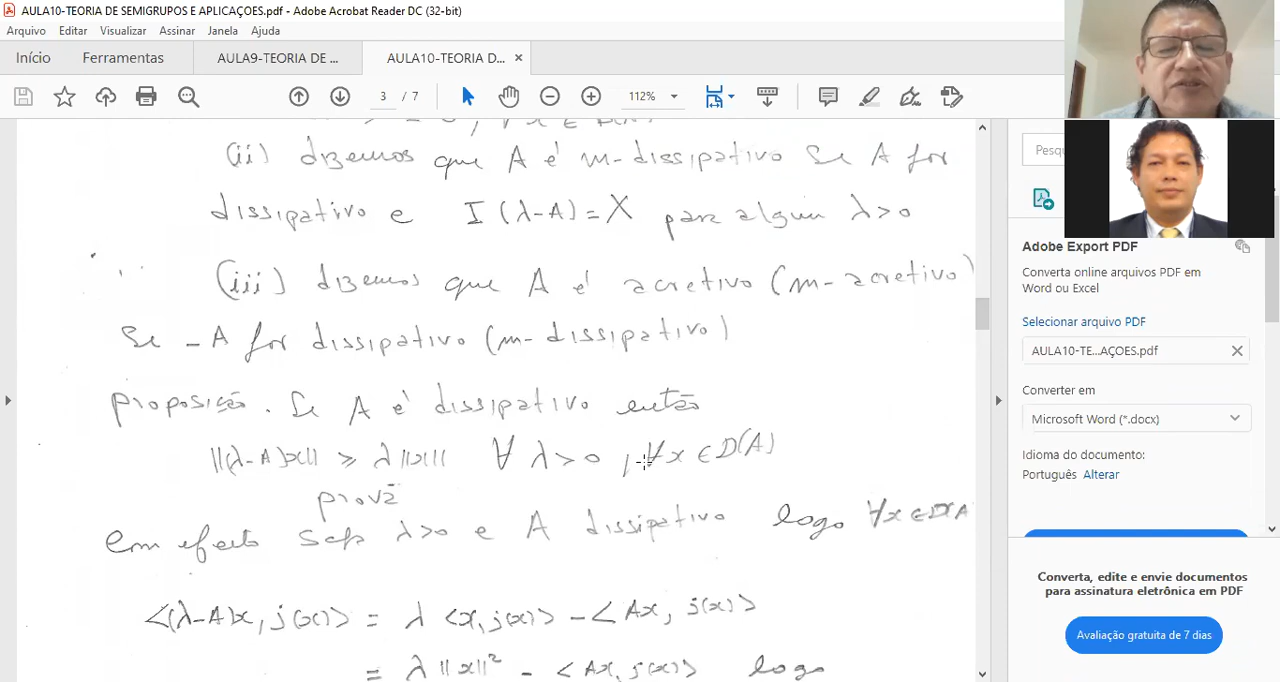 AULA10-TEORIA DE SEMIGRUPOS E APLICAÇOES.pdf - Adobe Acrobat Reader DC (32-bit)
Arquivo Editar Visualizar Assinar Janela Ajuda
Início Ferramentas AULA9-TEORIA DE ... AULA10-TEORIA D... ×
3 / 7 112%
(ii) dizemos que A é m-dissipativo Se A for
dissipativo e I(λ-A)=X para algum λ>0
(iii) dizemos que A é acretivo (m-acretivo)
Se -A for dissipativo (m-dissipativo)
proposição. Se A é dissipativo então
||(λ-A)x|| ≥ λ||x|| ∀ λ>0, ∀x ∈ D(A)
prova
em efecto seja λ>0 e A dissipativo logo ∀x ∈ D(A
<(λ-A)x, j(x)> = λ <x, j(x)> - <Ax, j(x)>
= λ ||x||² - <Ax, j(x)> logo
Pesqu
Adobe Export PDF
Converta online arquivos PDF em
Word ou Excel
Selecionar arquivo PDF
AULA10-TE...AÇOES.pdf
Converter em
Microsoft Word (*.docx)
Idioma do documento:
Português Alterar
Converta, edite e envie documentos
para assinatura eletrônica em PDF
Avaliação gratuita de 7 dias